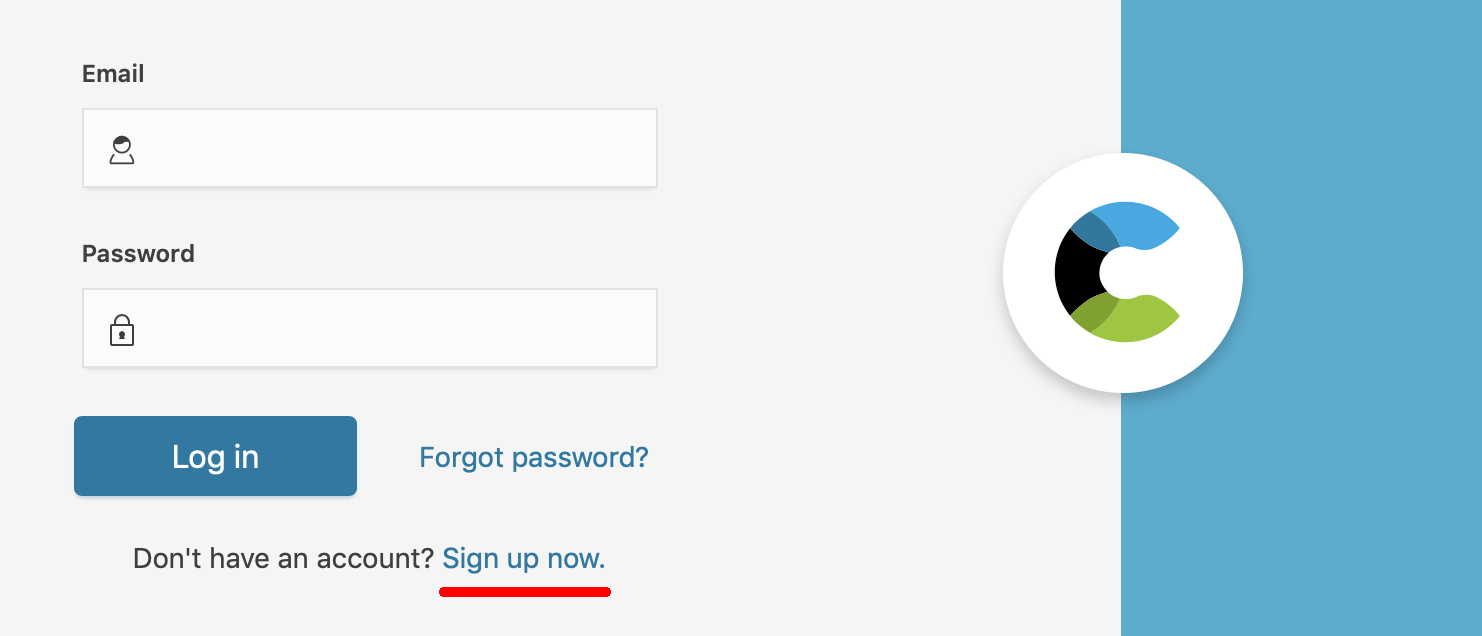 Email
Password
Log in
Forgot password?
Don't have an account? Sign up now.